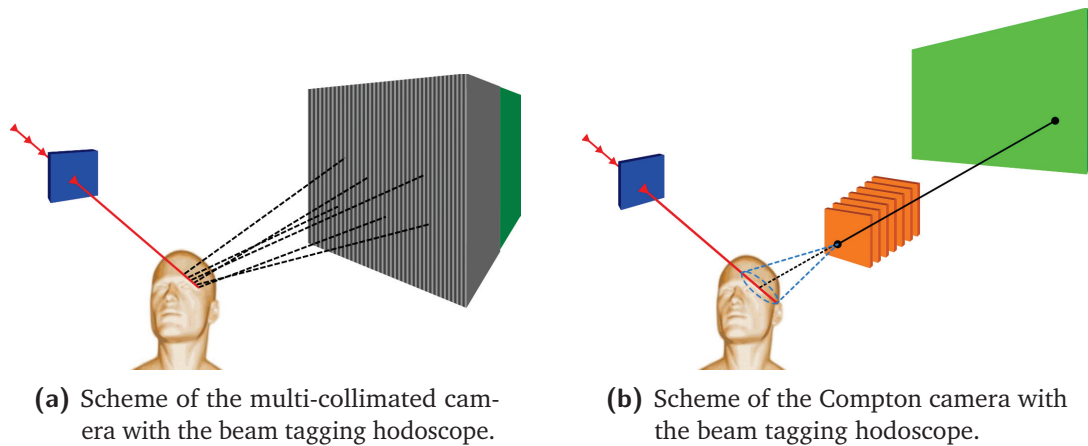 (a) Scheme of the multi-collimated cam-
era with the beam tagging hodoscope.
(b) Scheme of the Compton camera with
the beam tagging hodoscope.